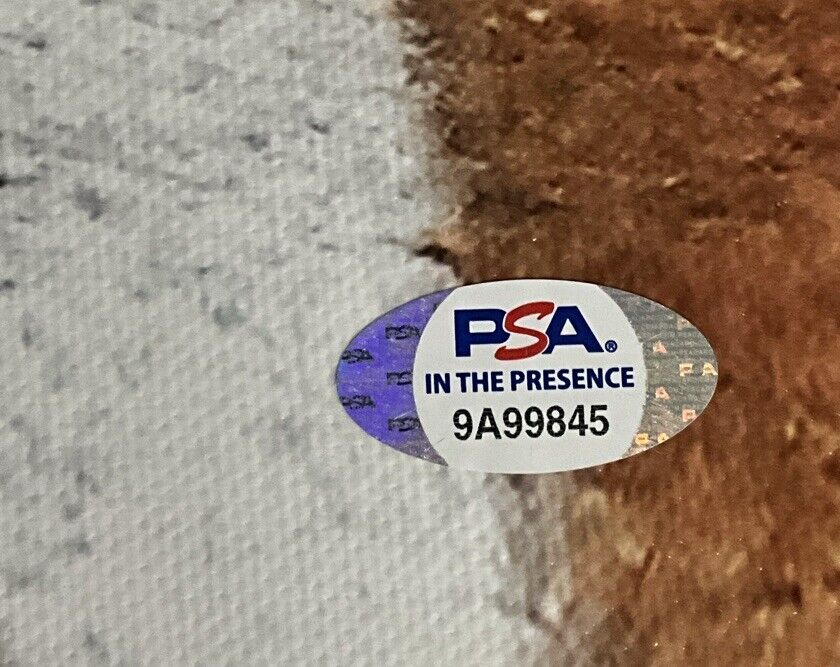 PSA®
IN THE PRESENCE
9A99845